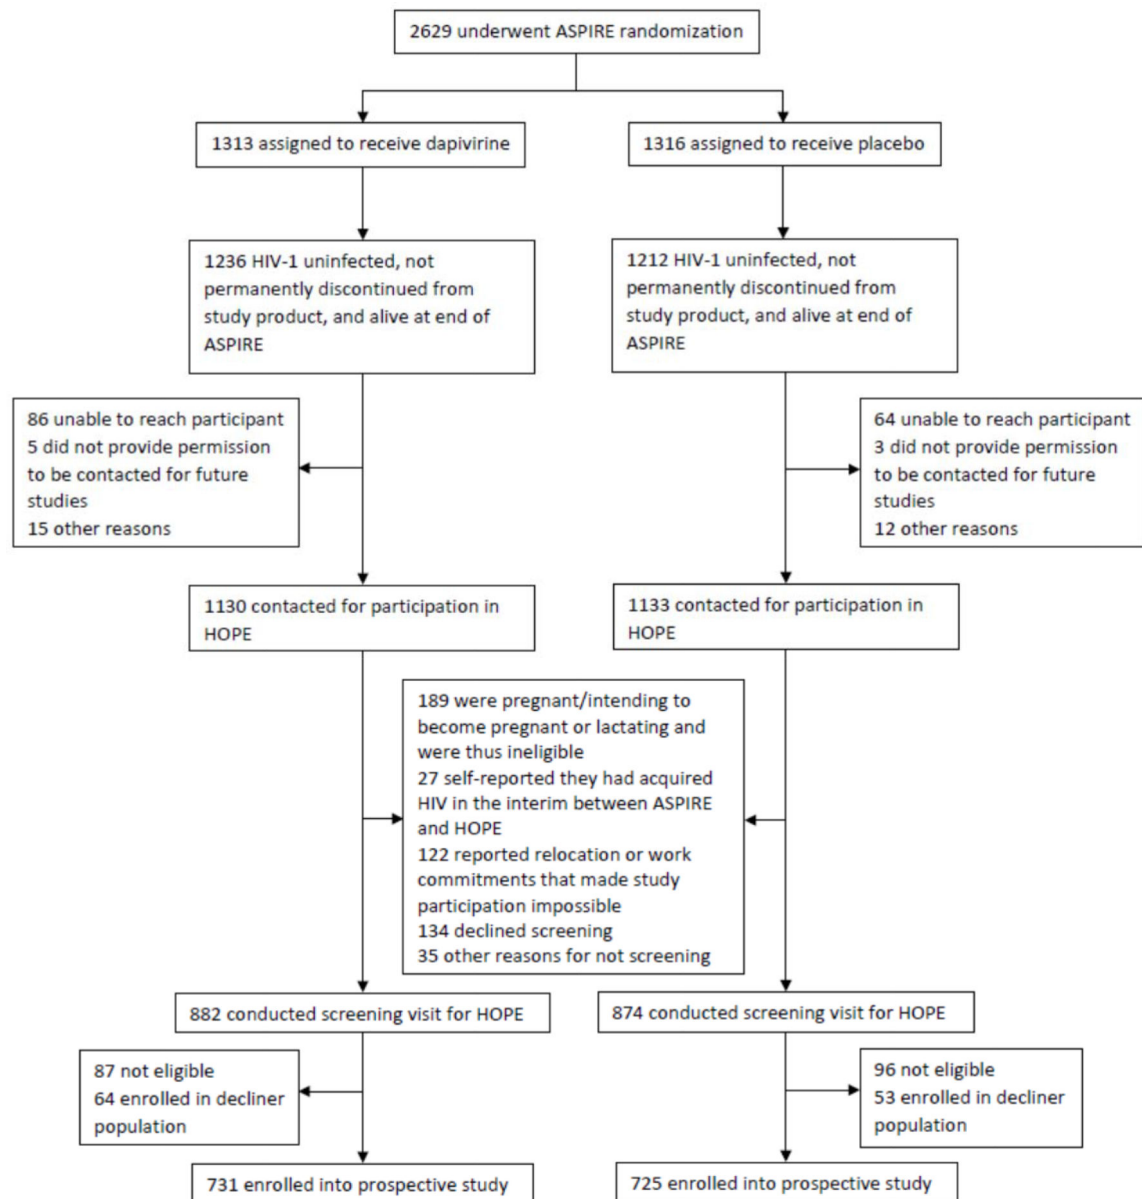 2629 underwent ASPIRE randomization
1313 assigned to receive dapivirine
1316 assigned to receive placebo
1236 HIV-1 uninfected, not
permanently discontinued from
study product, and alive at end of
ASPIRE
1212 HIV-1 uninfected, not
permanently discontinued from
study product, and alive at end of
ASPIRE
86 unable to reach participant
5 did not provide permission
to be contacted for future
studies
15 other reasons
64 unable to reach participant
3 did not provide permission
to be contacted for future
studies
12 other reasons
1130 contacted for participation in
HOPE
1133 contacted for participation in
HOPE
189 were pregnant/intending to
become pregnant or lactating and
were thus ineligible
27 self-reported they had acquired
HIV in the interim between ASPIRE
and HOPE
122 reported relocation or work
commitments that made study
participation impossible
134 declined screening
35 other reasons for not screening
882 conducted screening visit for HOPE
874 conducted screening visit for HOPE
87 not eligible
64 enrolled in decliner
population
96 not eligible
53 enrolled in decliner
population
731 enrolled into prospective study
725 enrolled into prospective study